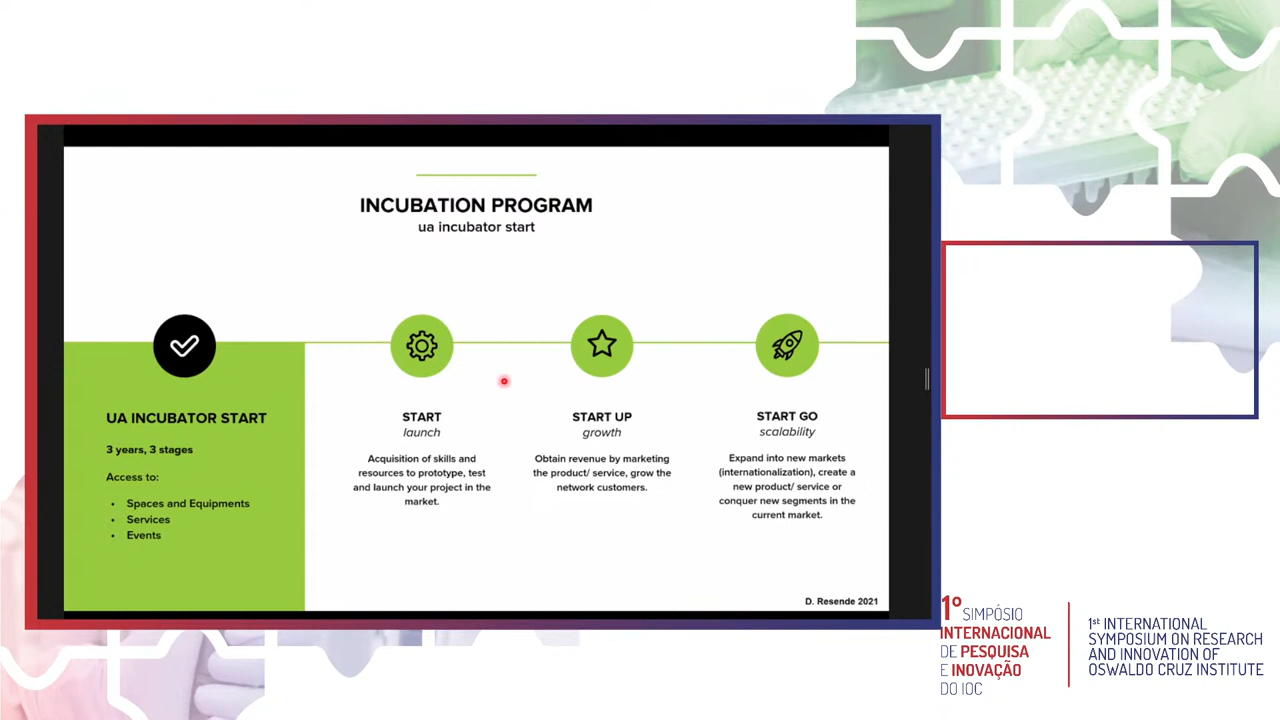 INCUBATION PROGRAM
ua incubator start
UA INCUBATOR START
3 years, 3 stages
Access to:
• Spaces and Equipments
• Services
• Events
START
launch
Acquisition of skills and
resources to prototype, test
and launch your project in the
market.
START UP
growth
Obtain revenue by marketing
the product/ service, grow the
network customers.
START GO
scalability
Expand into new markets
(internationalization), create a
new product/ service or
conquer new segments in the
current market.
D. Resende 2021
1º SIMPÓSIO
INTERNACIONAL
DE PESQUISA
E INOVAÇÃO
DO IOC
1st INTERNATIONAL
SYMPOSIUM ON RESEARCH
AND INNOVATION OF
OSWALDO CRUZ INSTITUTE